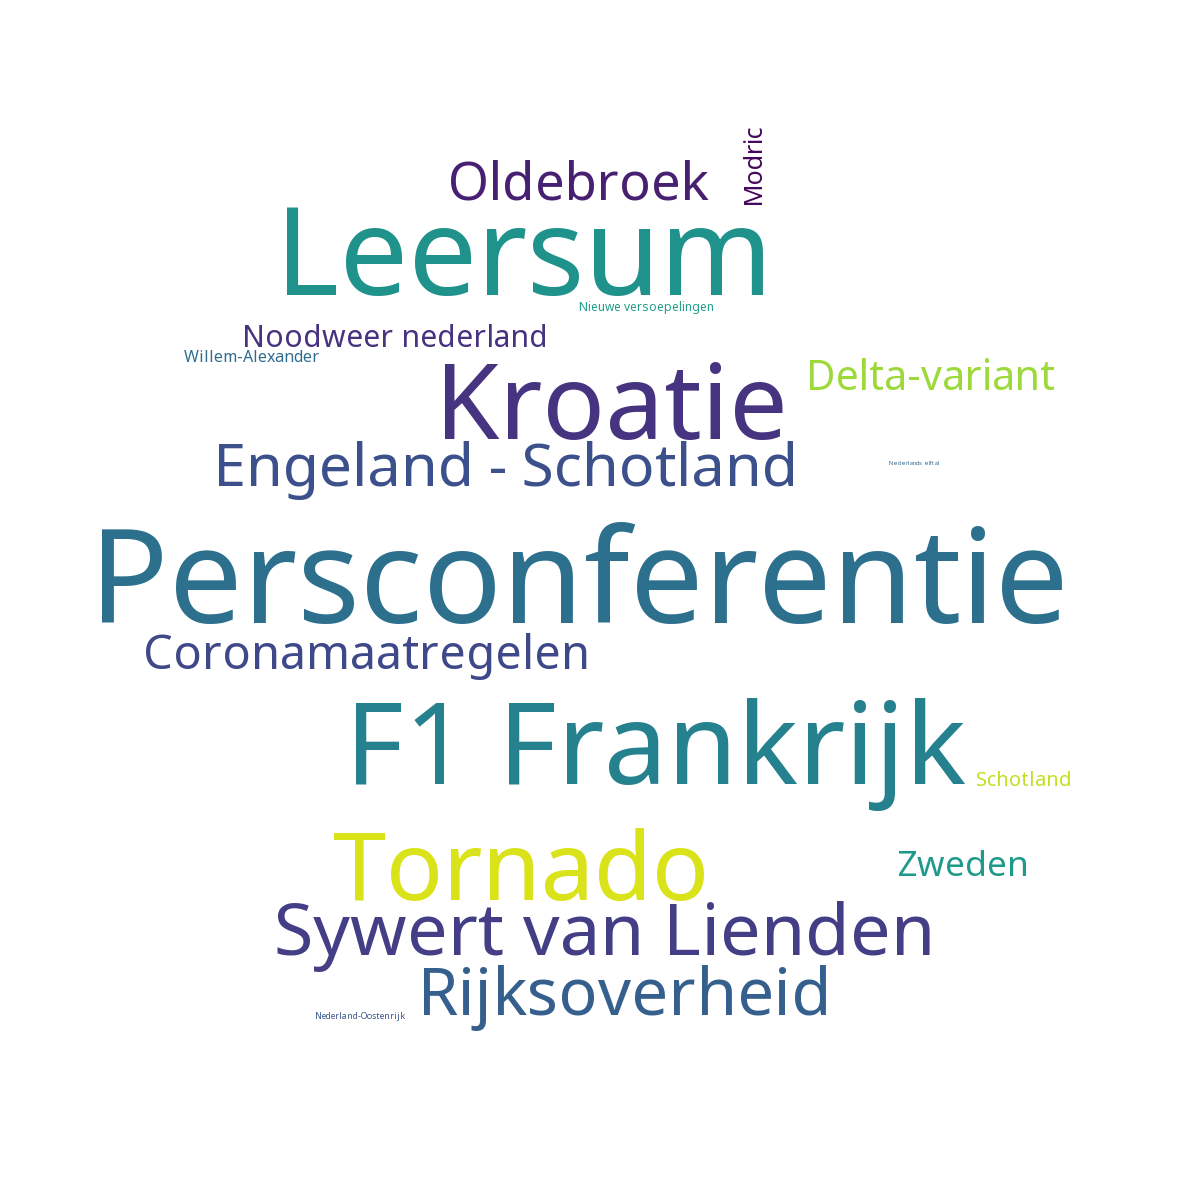 Modric
Oldebroek
Leersum
Nieuwe versoepelingen
Noodweer nederland
Willem-Alexander
Kroatie
Delta-variant
Engeland - Schotland
Nederlands elftal
Persconferentie
Coronamaatregelen
F1 Frankrijk
Schotland
Tornado
Zweden
Sywert van Lienden
Rijksoverheid
Nederland-Oostenrijk